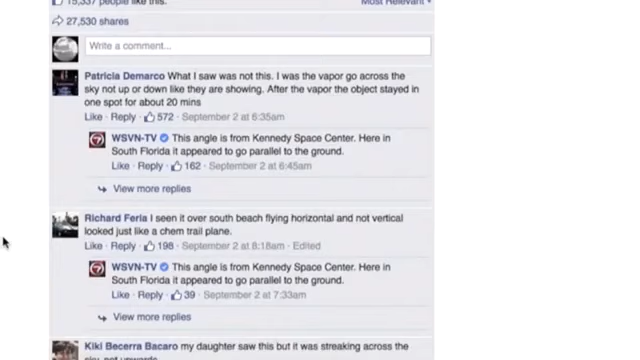 15,337 people like this.
Most Relevant
27,530 shares
Write a comment...
Patricia Demarco What I saw was not this. I was the vapor go across the
sky not up or down like they are showing. After the vapor the object stayed in
one spot for about 20 mins
Like · Reply · 572 · September 2 at 6:35am
WSVN-TV This angle is from Kennedy Space Center. Here in
South Florida it appeared to go parallel to the ground.
Like · Reply · 162 · September 2 at 6:45am
View more replies
Richard Feria I seen it over south beach flying horizontal and not vertical
looked just like a chem trail plane.
Like · Reply · 198 · September 2 at 8:18am · Edited
WSVN-TV This angle is from Kennedy Space Center. Here in
South Florida it appeared to go parallel to the ground.
Like · Reply · 39 · September 2 at 7:33am
View more replies
Kiki Becerra Bacaro my daughter saw this but it was streaking across the
sky, not upwards